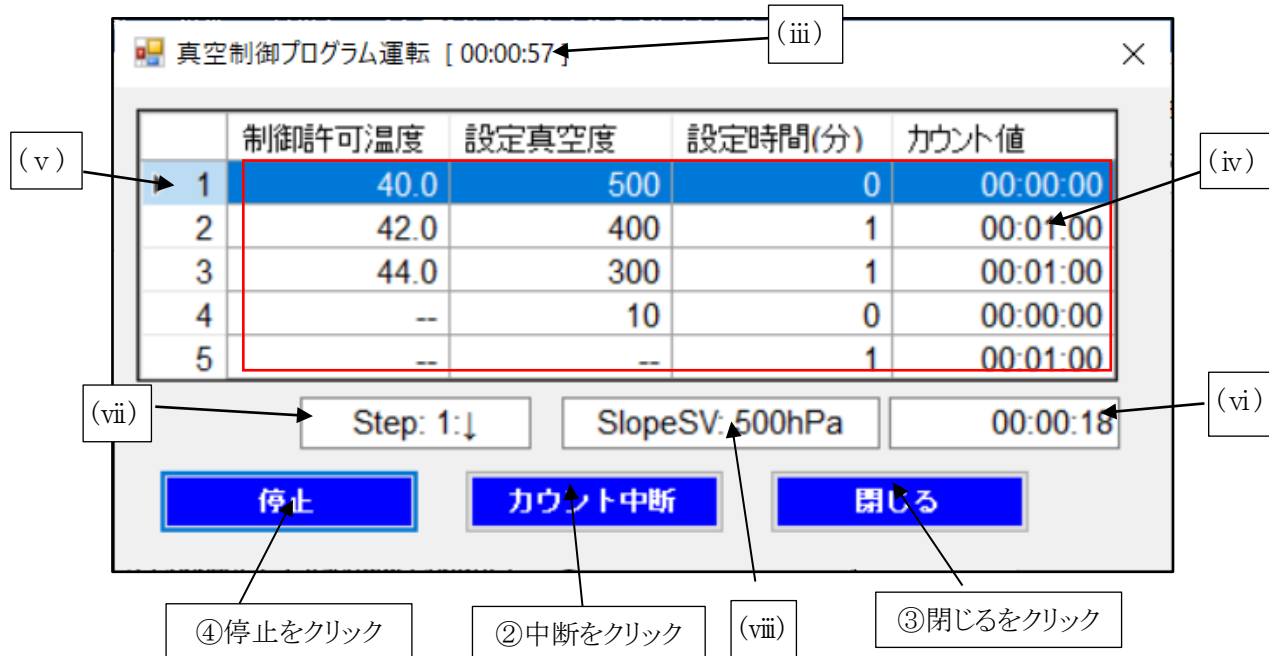 (ⅲ)
真空制御プログラム運転 [ 00:00:57 ]
制御許可温度 設定真空度 設定時間(分) カウント値
(ⅴ)
(ⅳ)
1 40.0 500 0 00:00:00
2 42.0 400 1 00:01:00
3 44.0 300 1 00:01:00
4 -- 10 0 00:00:00
5 -- -- 1 00:01:00
(ⅶ)
Step: 1:↓ SlopeSV: 500hPa 00:00:18
(ⅵ)
停止 カウント中断 閉じる
④停止をクリック ②中断をクリック (ⅷ) ③閉じるをクリック